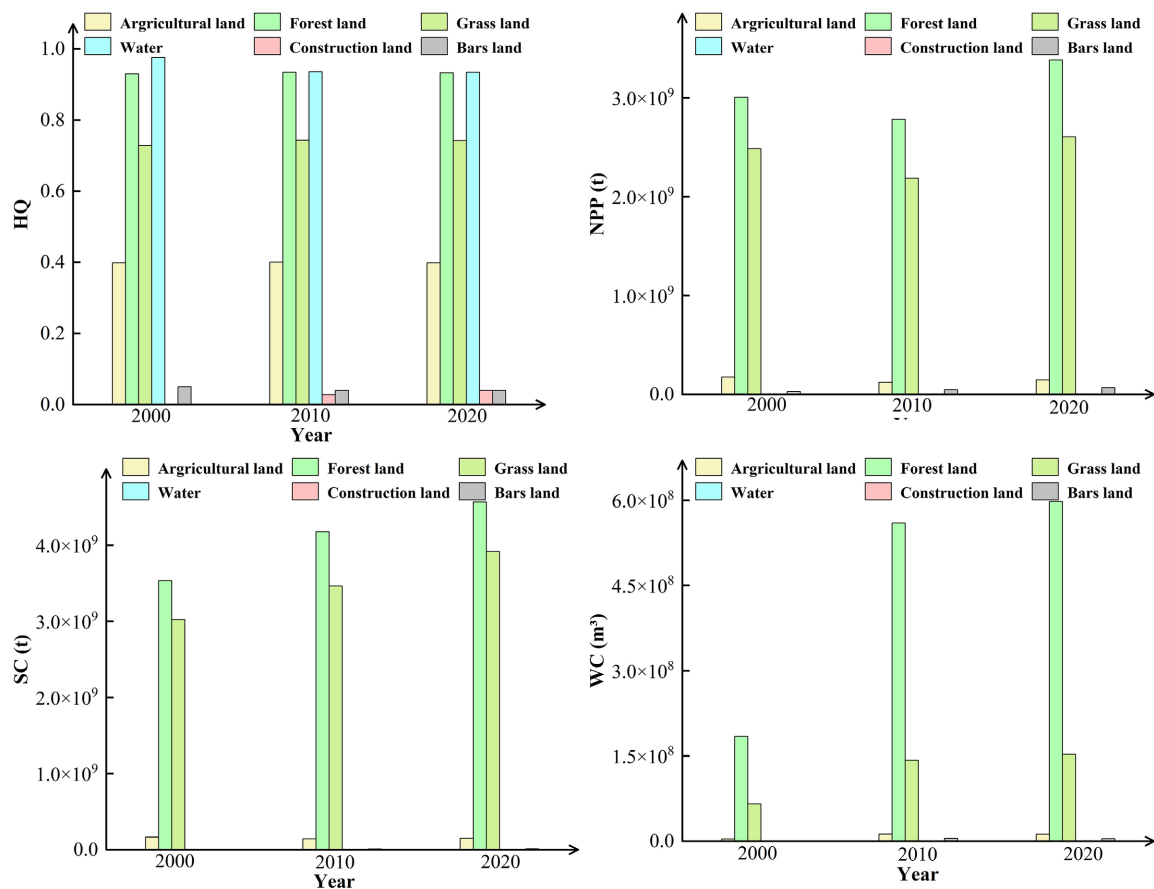 Argricultural land Forest land Grass land
Water Construction land Bars land
1.0
0.8
0.6
0.4
0.2
0.0
HQ
2000 2010 2020
Year
Argricultural land Forest land Grass land
Water Construction land Bars land
3.0×10⁹
2.0×10⁹
1.0×10⁹
0.0
NPP (t)
2000 2010 2020
Argricultural land Forest land Grass land
Water Construction land Bars land
4.0×10⁹
3.0×10⁹
2.0×10⁹
1.0×10⁹
0.0
SC (t)
2000 2010 2020
Year
Argricultural land Forest land Grass land
Water Construction land Bars land
6.0×10⁸
4.5×10⁸
3.0×10⁸
1.5×10⁸
0.0
WC (m³)
2000 2010 2020
Year